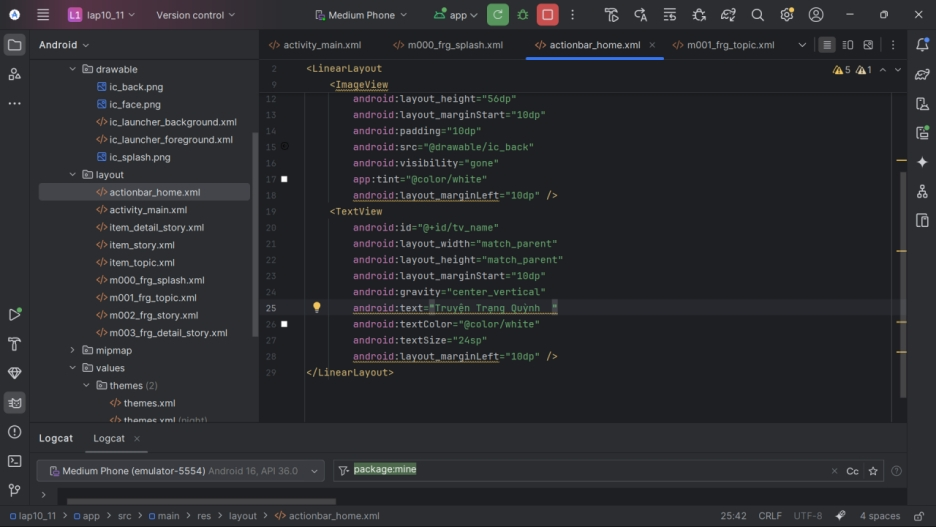 L1 lap10_11 Version control Medium Phone app
Android
activity_main.xml m000_frg_splash.xml actionbar_home.xml m001_frg_topic.xml
drawable
ic_back.png
ic_face.png
ic_launcher_background.xml
ic_launcher_foreground.xml
ic_splash.png
layout
actionbar_home.xml
activity_main.xml
item_detail_story.xml
item_story.xml
item_topic.xml
m000_frg_splash.xml
m001_frg_topic.xml
m002_frg_story.xml
m003_frg_detail_story.xml
mipmap
values
themes (2)
themes.xml
themes.xml (night)
5 1
2 <LinearLayout
9 <ImageView
12 android:layout_height="56dp"
13 android:layout_marginStart="10dp"
14 android:padding="10dp"
15 android:src="@drawable/ic_back"
16 android:visibility="gone"
17 app:tint="@color/white"
18 android:layout_marginLeft="10dp" />
19 <TextView
20 android:id="@+id/tv_name"
21 android:layout_width="match_parent"
22 android:layout_height="match_parent"
23 android:layout_marginStart="10dp"
24 android:gravity="center_vertical"
25 android:text="Truyện Trạng Quỳnh  "
26 android:textColor="@color/white"
27 android:textSize="24sp"
28 android:layout_marginLeft="10dp" />
29 </LinearLayout>
Logcat Logcat
Medium Phone (emulator-5554) Android 16, API 36.0 package:mine Cc
lap10_11 > app > src > main > res > layout > actionbar_home.xml 25:42 CRLF UTF-8 4 spaces